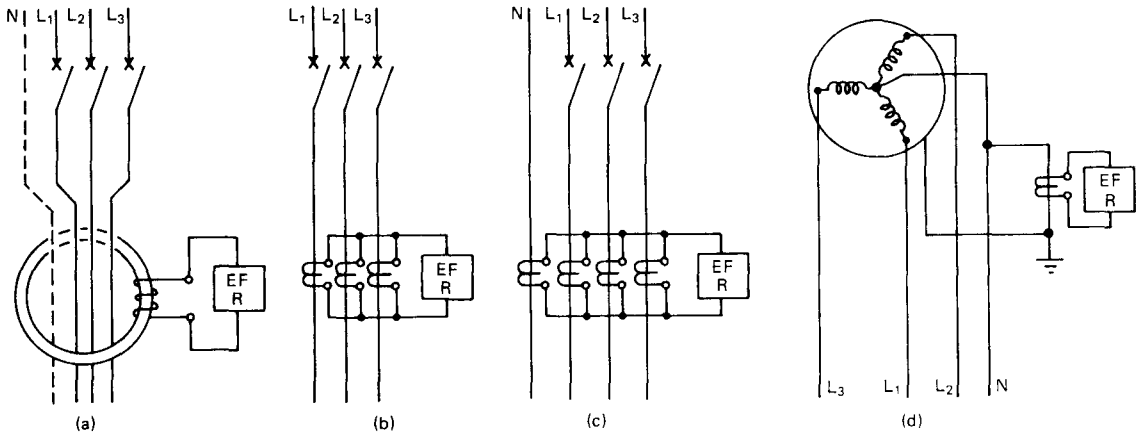 N L₁ L₂ L₃
EF
R
(a)
L₁ L₂ L₃
EF
R
(b)
N L₁ L₂ L₃
EF
R
(c)
EF
R
L₃ L₁ L₂ N
(d)